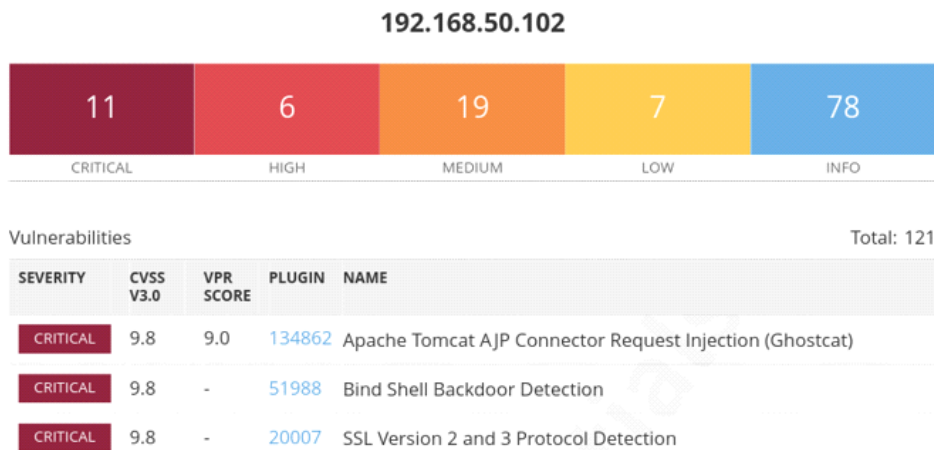 192.168.50.102
11 6 19 7 78
CRITICAL HIGH MEDIUM LOW INFO
Vulnerabilities Total: 121
SEVERITY CVSS V3.0 VPR SCORE PLUGIN NAME
CRITICAL 9.8 9.0 134862 Apache Tomcat AJP Connector Request Injection (Ghostcat)
CRITICAL 9.8 - 51988 Bind Shell Backdoor Detection
CRITICAL 9.8 - 20007 SSL Version 2 and 3 Protocol Detection